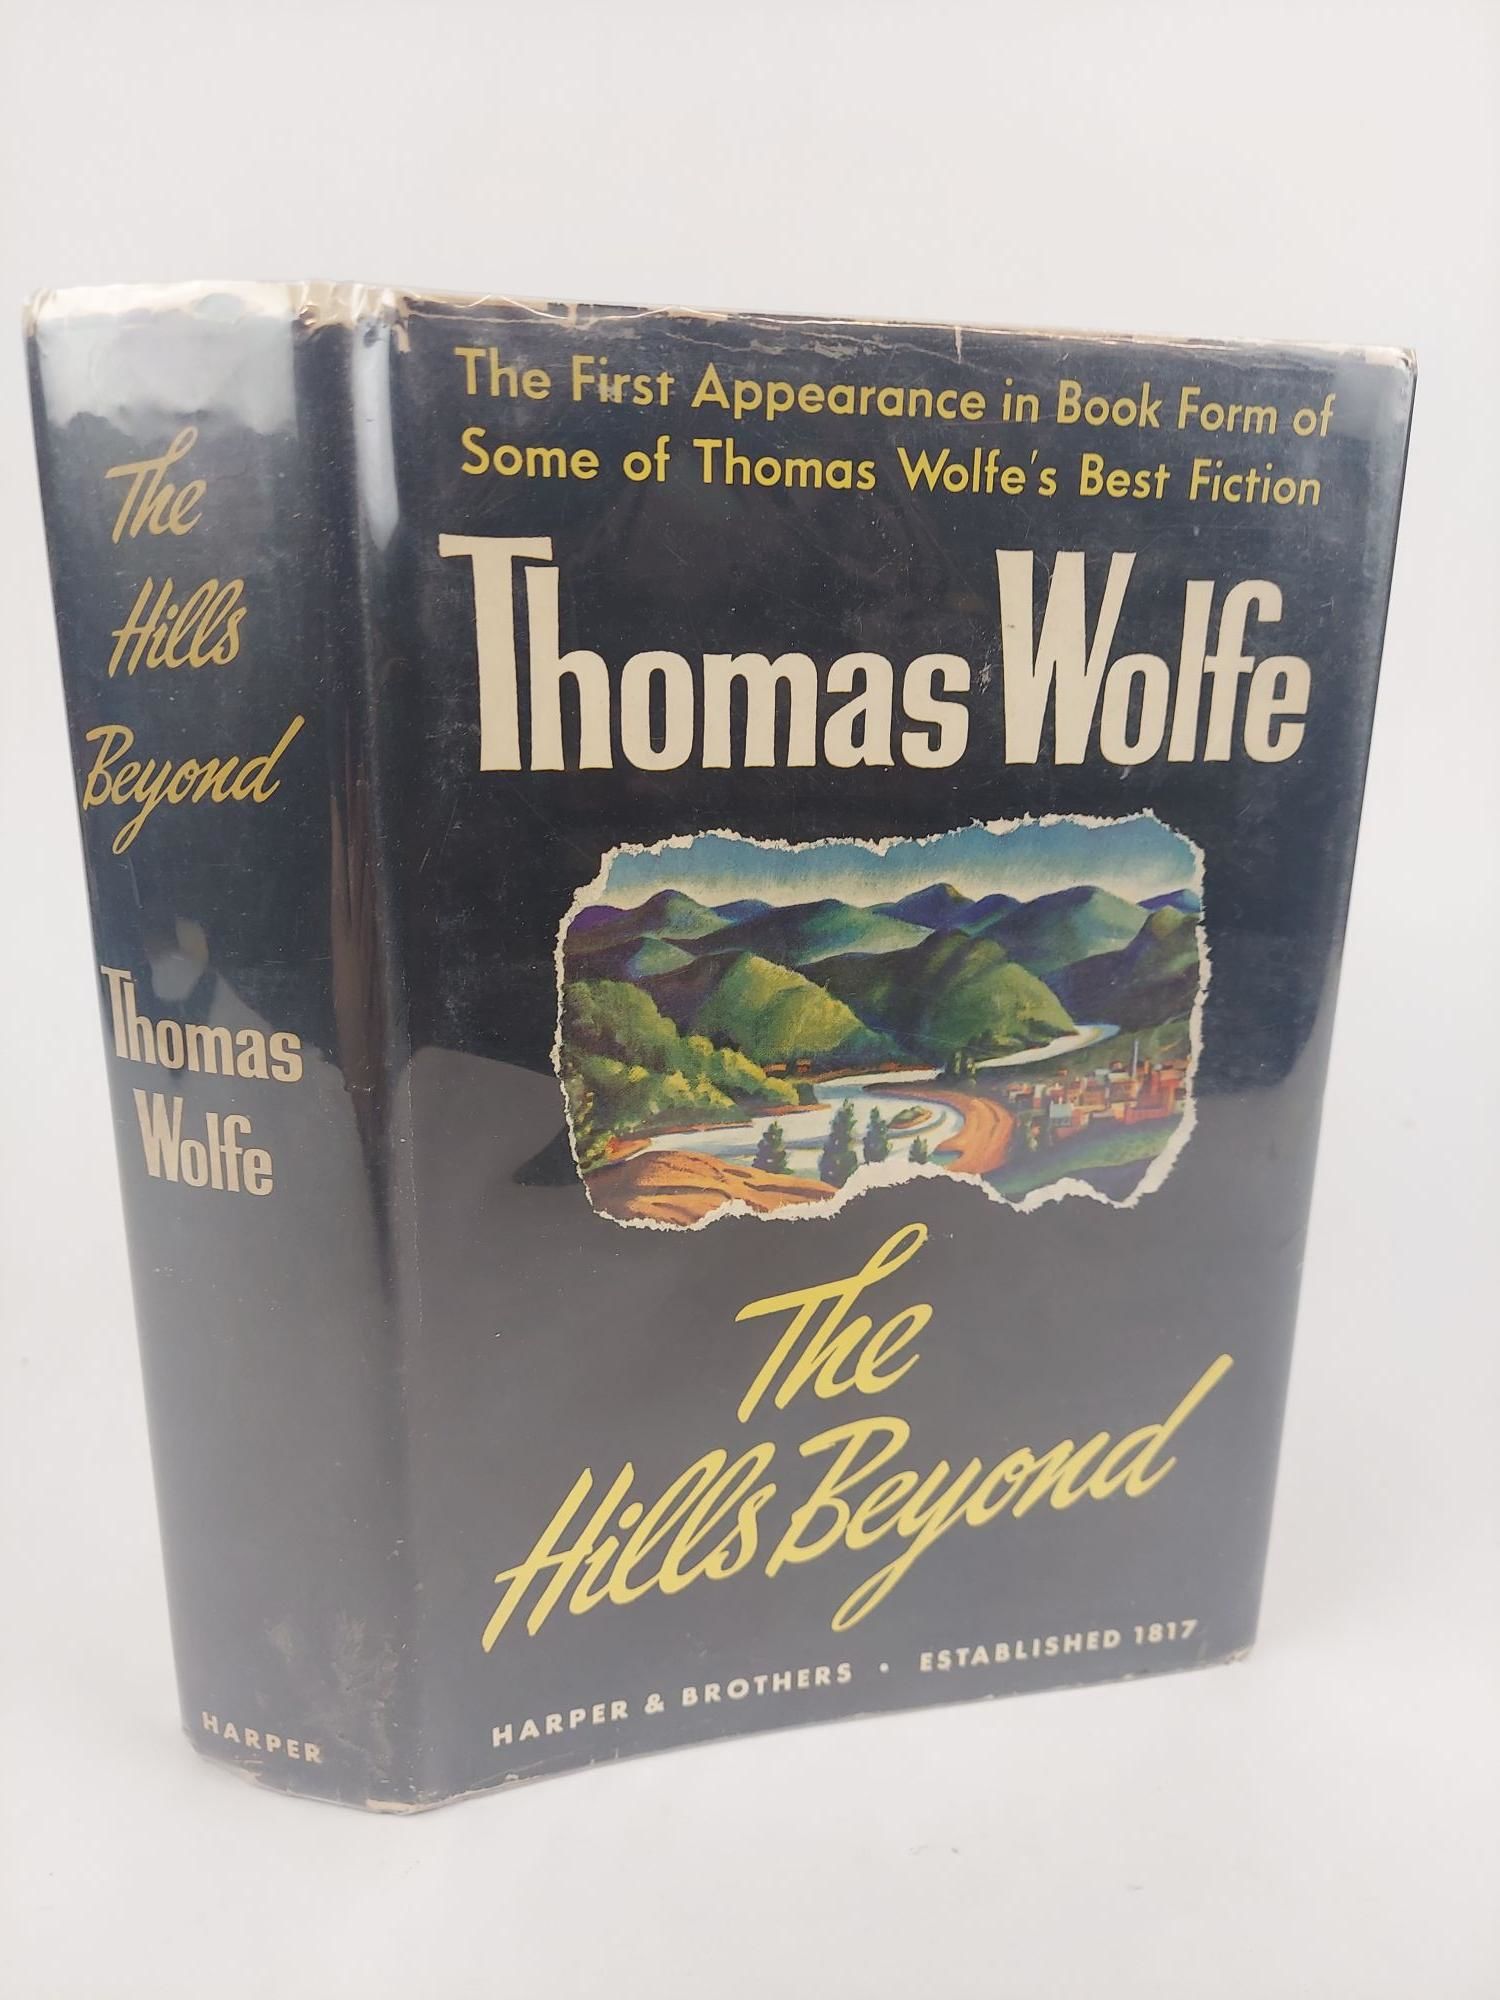 The
Hills
Beyond
Thomas
Wolfe
HARPER
The First Appearance in Book Form of
Some of Thomas Wolfe's Best Fiction
Thomas Wolfe
The
Hills Beyond
HARPER & BROTHERS • ESTABLISHED 1817